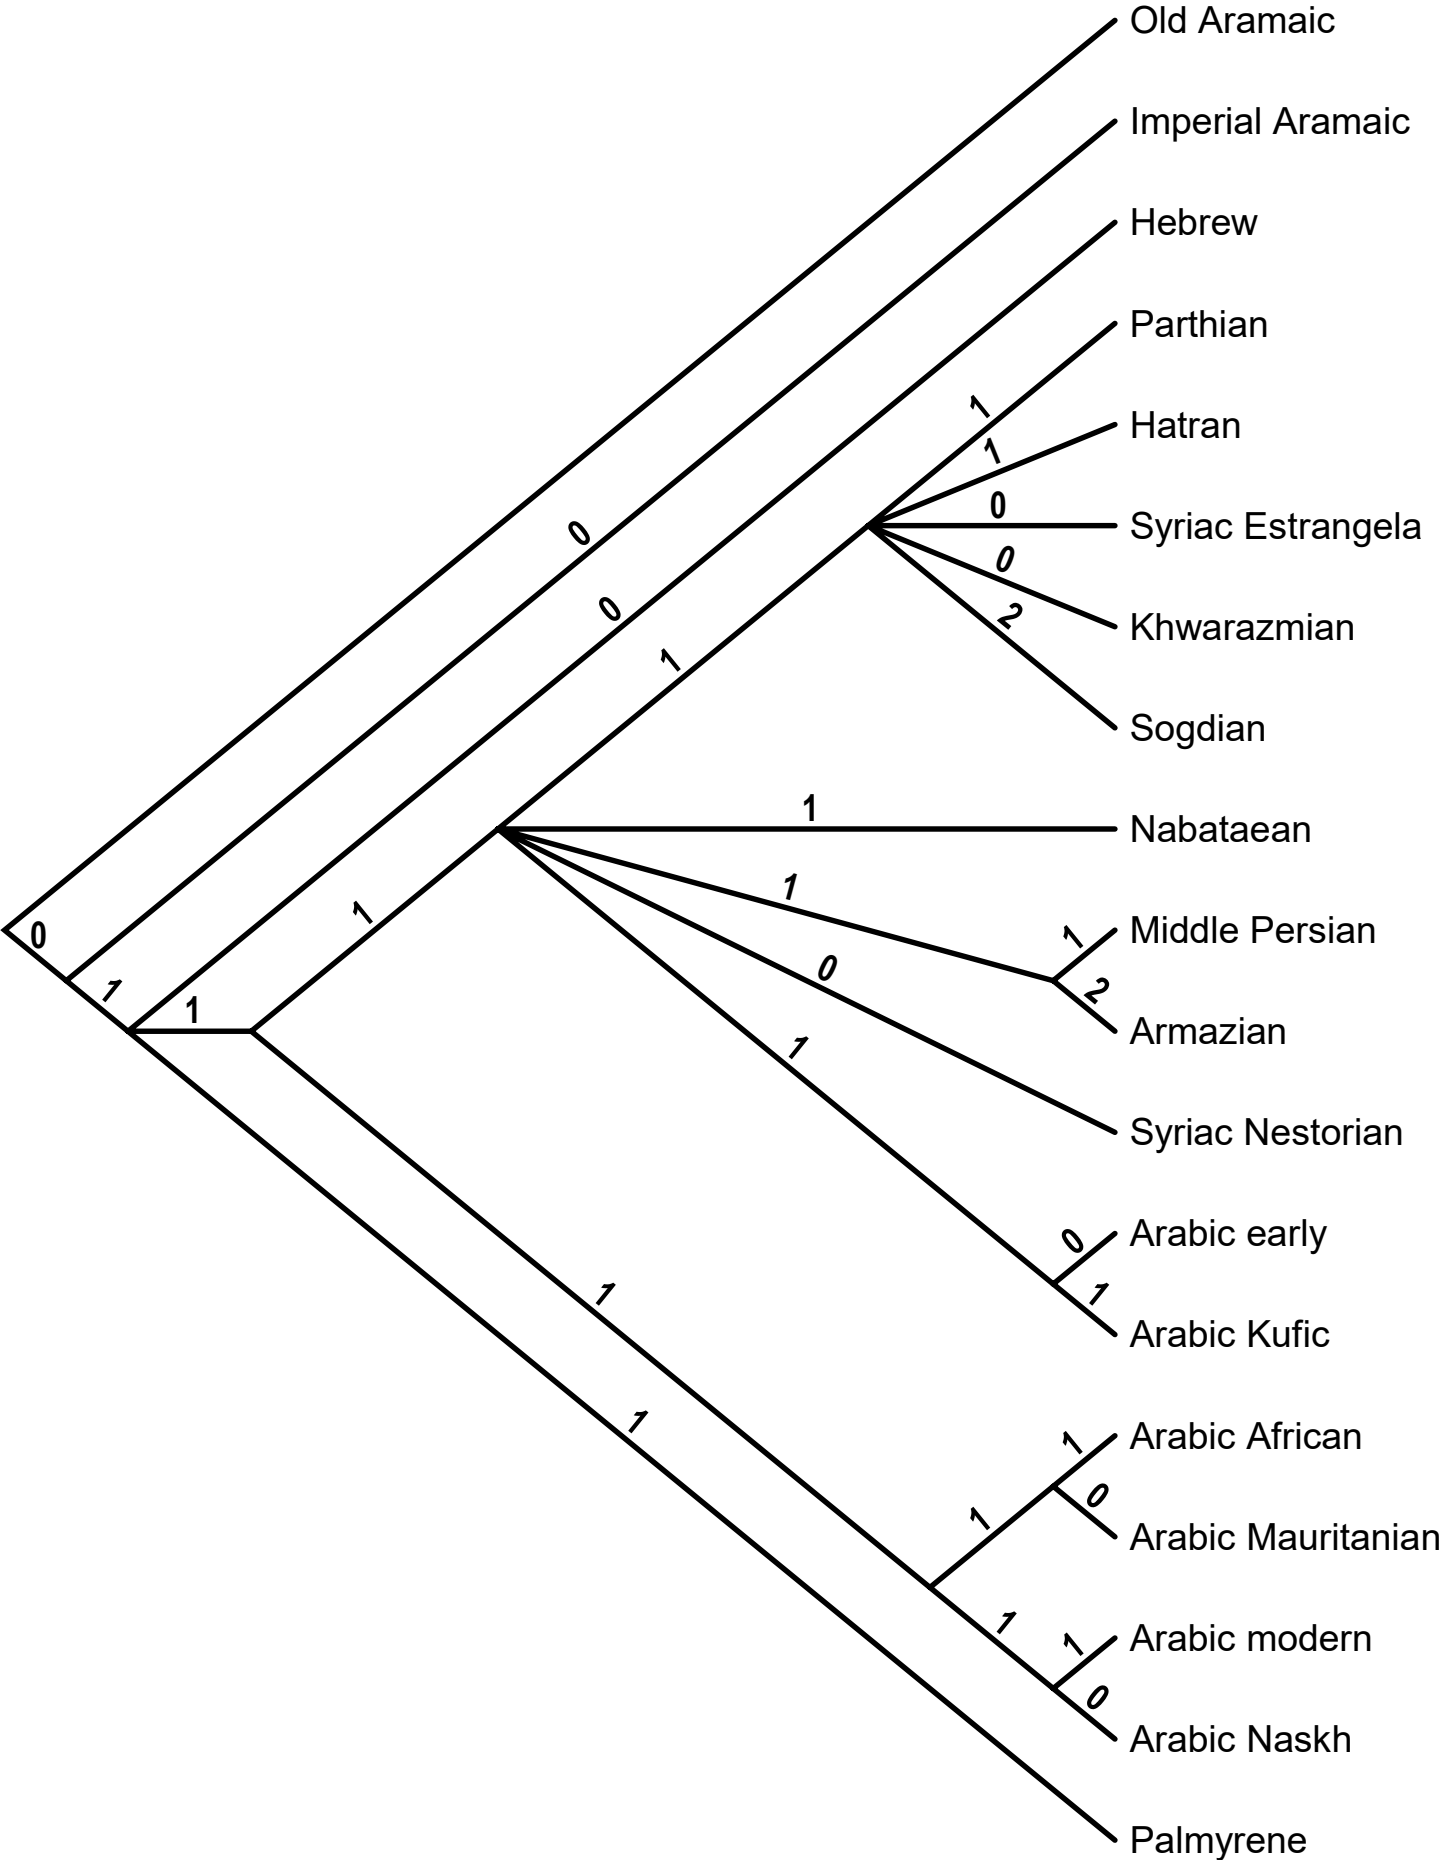 Old Aramaic
Imperial Aramaic
Hebrew
Parthian
1
Hatran
1
0
Syriac Estrangela
0
0
Khwarazmian
0
2
1
Sogdian
1
Nabataean
1
1
0
Middle Persian
1
0
2
1
1
Armazian
1
Syriac Nestorian
0
Arabic early
1
1
Arabic Kufic
1
1
Arabic African
0
1
Arabic Mauritanian
1
1
Arabic modern
0
Arabic Naskh
Palmyrene